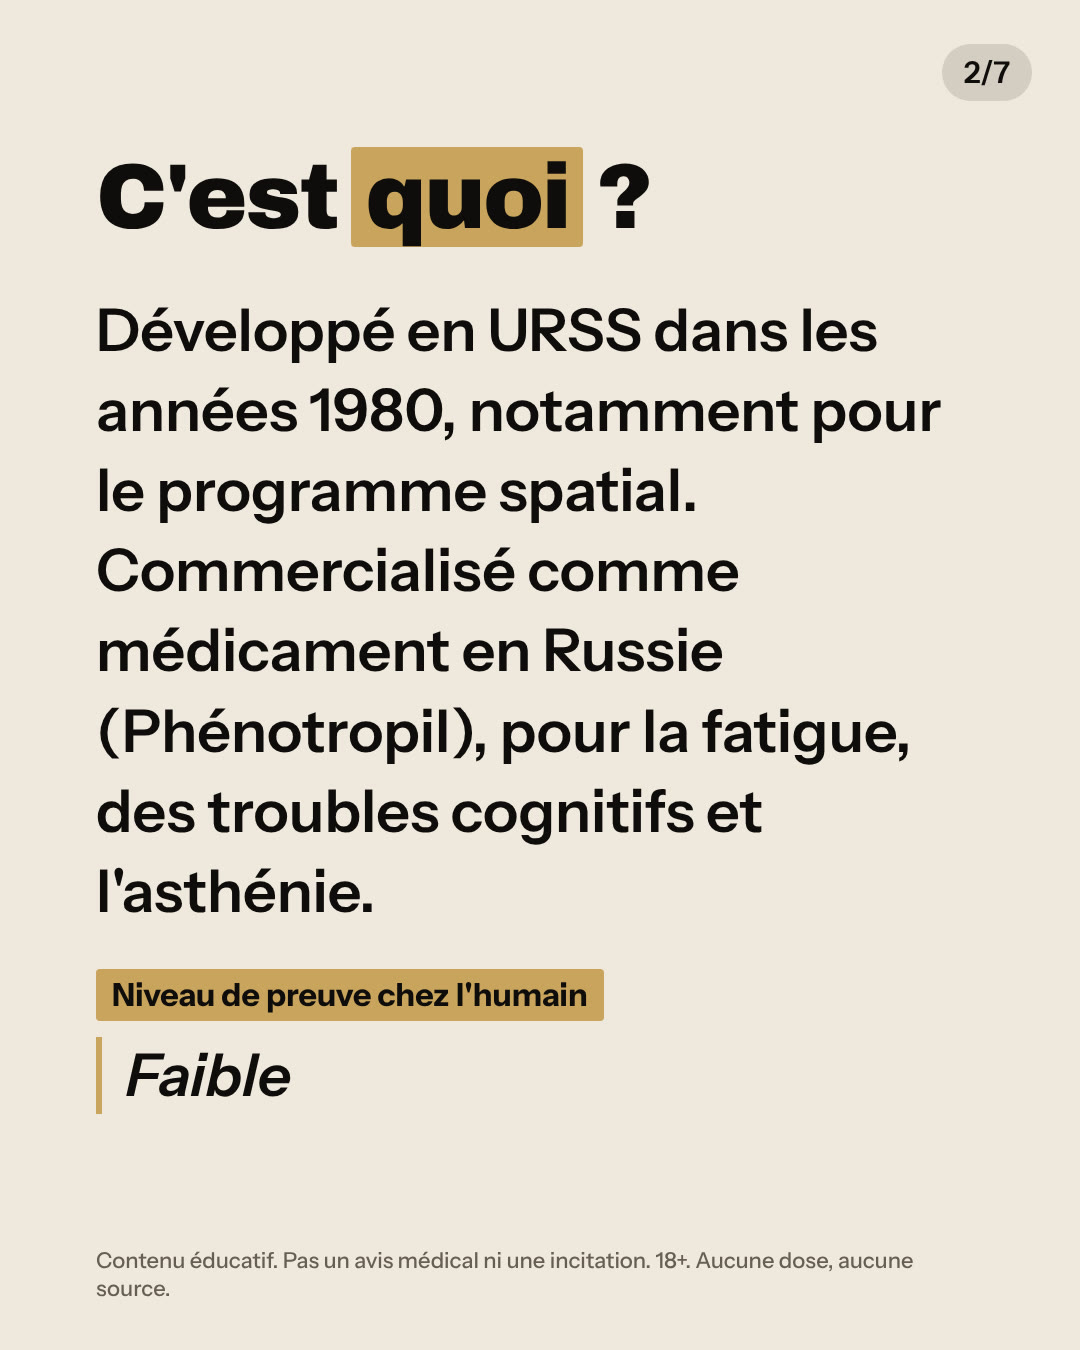 2/7
C'est quoi ?
Développé en URSS dans les
années 1980, notamment pour
le programme spatial.
Commercialisé comme
médicament en Russie
(Phénotropil), pour la fatigue,
des troubles cognitifs et
l'asthénie.
Niveau de preuve chez l'humain
Faible
Contenu éducatif. Pas un avis médical ni une incitation. 18+. Aucune dose, aucune
source.